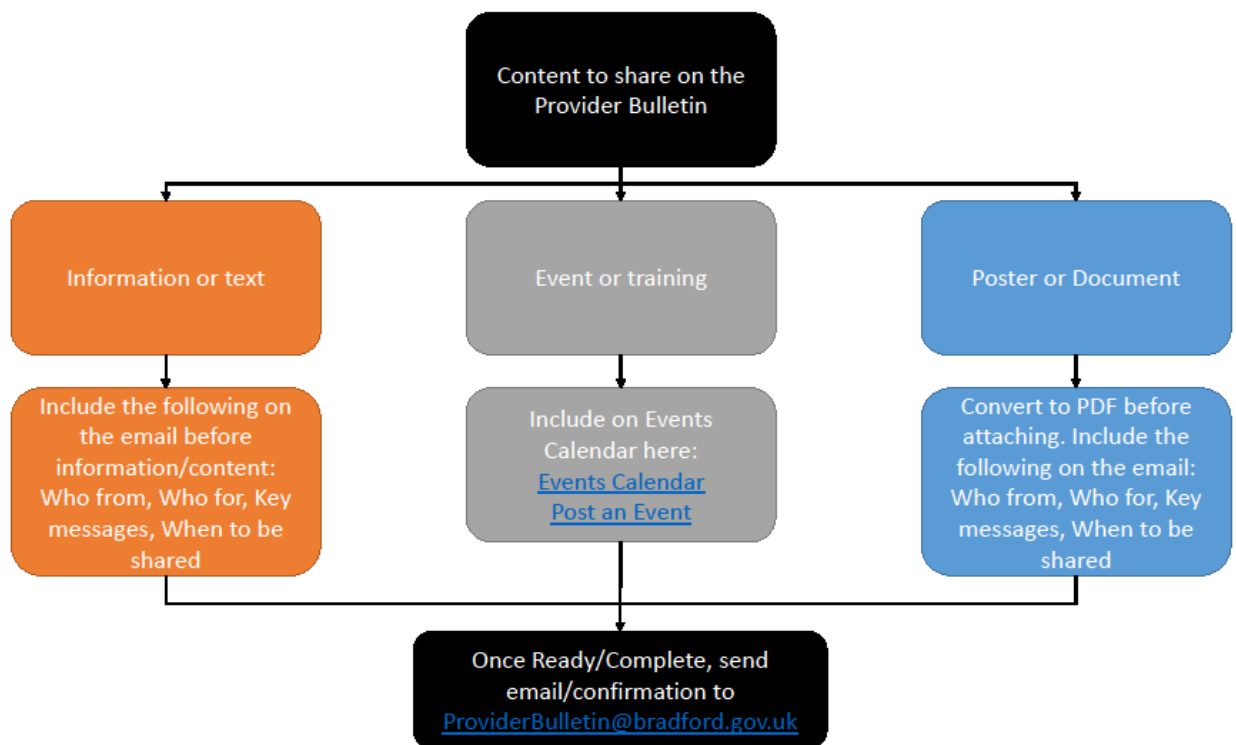 Content to share on the
Provider Bulletin
Information or text
Event or training
Poster or Document
Include the following on
the email before
information/content:
Who from, Who for, Key
messages, When to be
shared
Include on Events
Calendar here:
Events Calendar
Post an Event
Convert to PDF before
attaching. Include the
following on the email:
Who from, Who for, Key
messages, When to be
shared
Once Ready/Complete, send
email/confirmation to
ProviderBulletin@bradford.gov.uk